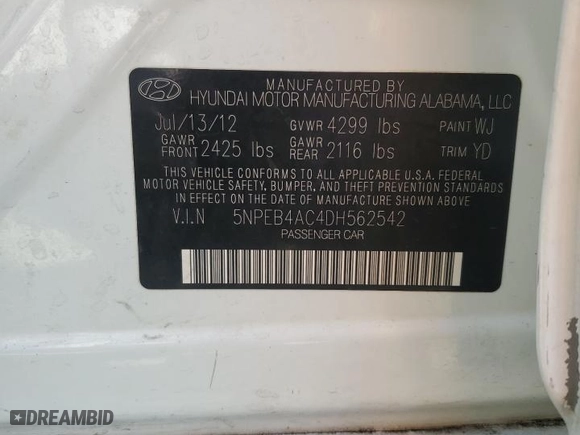 MANUFACTURED BY
HYUNDAI MOTOR MANUFACTURING ALABAMA, LLC
Jul/13/12 GVWR 4299 lbs PAINT WJ
GAWR FRONT 2425 lbs GAWR REAR 2116 lbs TRIM YD
THIS VEHICLE CONFORMS TO ALL APPLICABLE U.S.A. FEDERAL
MOTOR VEHICLE SAFETY, BUMPER, AND THEFT PREVENTION STANDARDS
IN EFFECT ON THE DATE OF MANUFACTURE SHOWN ABOVE
V.I.N 5NPEB4AC4DH562542
PASSENGER CAR
DREAMBID